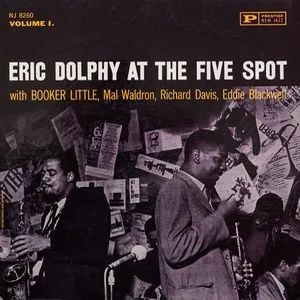 NJ 8260
VOLUME 1.
PRESTIGE
NEW JAZZ
ERIC DOLPHY AT THE FIVE SPOT
with BOOKER LITTLE, Mal Waldron, Richard Davis, Eddie Blackwell